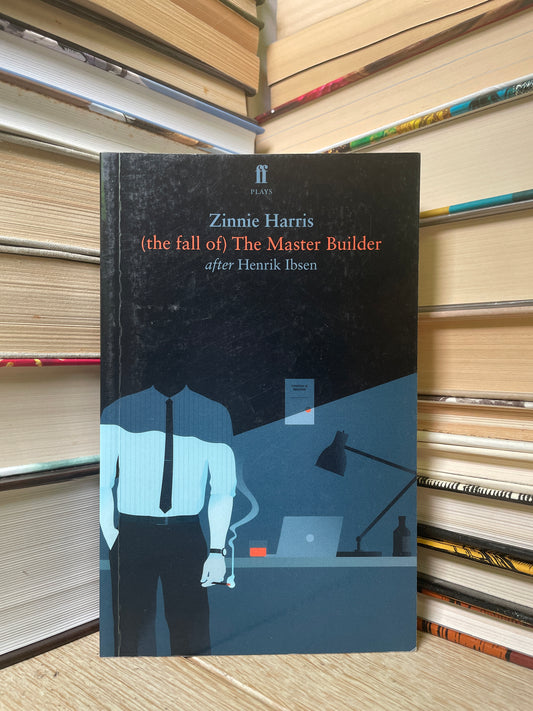 ff
PLAYS
Zinnie Harris
(the fall of) The Master Builder
after Henrik Ibsen